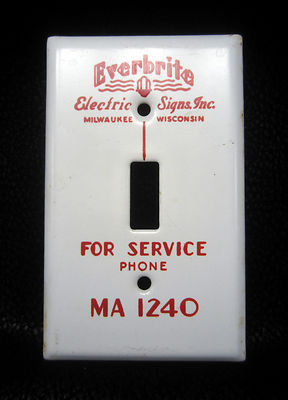 Everbrite
Electric Signs, Inc.
MILWAUKEE WISCONSIN
FOR SERVICE
PHONE
MA 1240